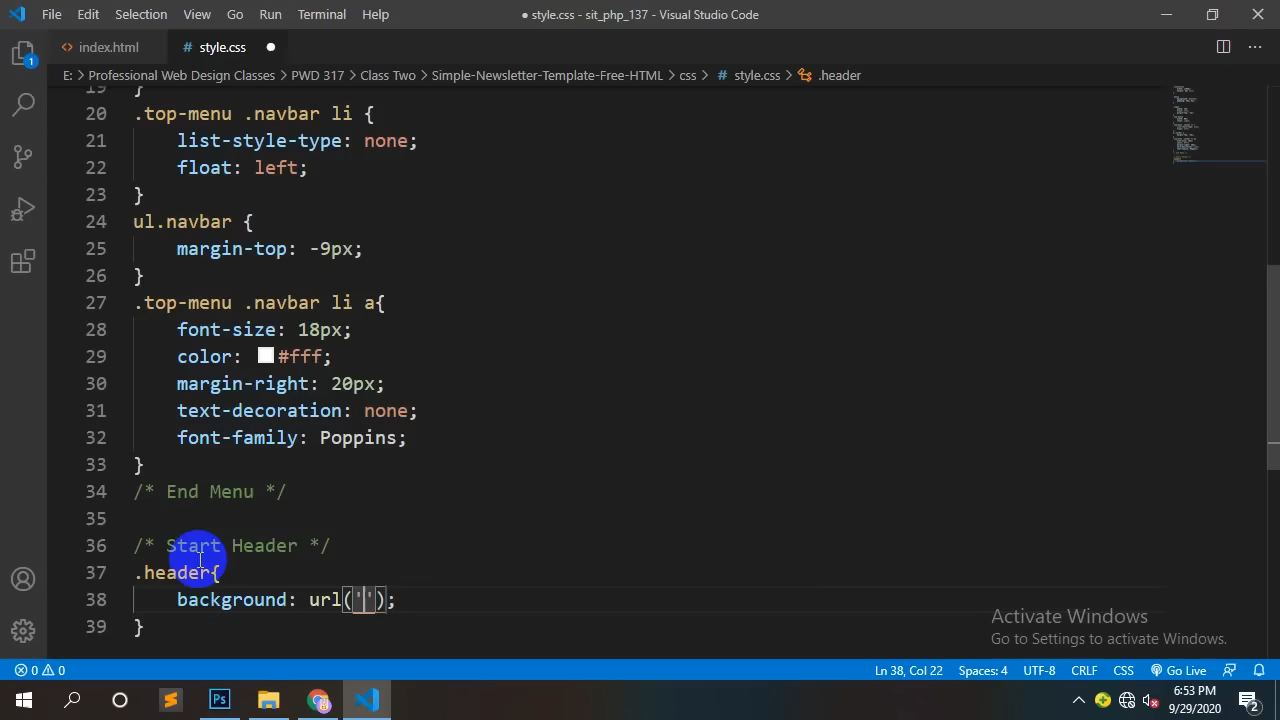 File Edit Selection View Go Run Terminal Help ● style.css - sit_php_137 - Visual Studio Code
<> index.html # style.css ●
E: > Professional Web Design Classes > PWD 317 > Class Two > Simple-Newsletter-Template-Free-HTML > css > # style.css > .header
19 }
20 .top-menu .navbar li {
21 list-style-type: none;
22 float: left;
23 }
24 ul.navbar {
25 margin-top: -9px;
26 }
27 .top-menu .navbar li a{
28 font-size: 18px;
29 color: #fff;
30 margin-right: 20px;
31 text-decoration: none;
32 font-family: Poppins;
33 }
34 /* End Menu */
35
36 /* Start Header */
37 .header{
38 background: url('');
39 }
1
Activate Windows
Go to Settings to activate Windows.
0 0 Ln 38, Col 22 Spaces: 4 UTF-8 CRLF CSS Go Live
Ps 6:53 PM
9/29/2020 2